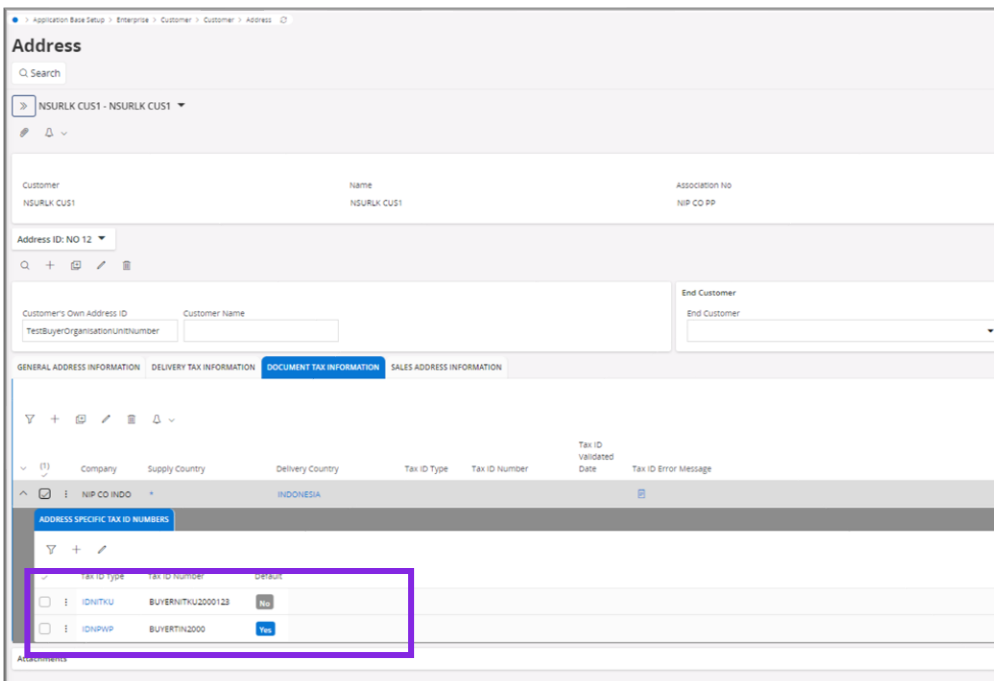 > Application Base Setup > Enterprise > Customer > Customer > Address
Address
Search
NSURLK CUS1 - NSURLK CUS1
Customer Name Association No
NSURLK CUS1 NSURLK CUS1 NIP CO PP
Address ID: NO 12
End Customer
Customer's Own Address ID Customer Name End Customer
TestBuyerOrganisationUnitNumber
GENERAL ADDRESS INFORMATION DELIVERY TAX INFORMATION DOCUMENT TAX INFORMATION SALES ADDRESS INFORMATION
Tax ID
Validated
(1) Company Supply Country Delivery Country Tax ID Type Tax ID Number Date Tax ID Error Message
NIP CO INDO * INDONESIA
ADDRESS SPECIFIC TAX ID NUMBERS
Tax ID Type Tax ID Number Default
IDNITKU BUYERNITKU2000123 No
IDNPWP BUYERTIN2000 Yes
Attachments